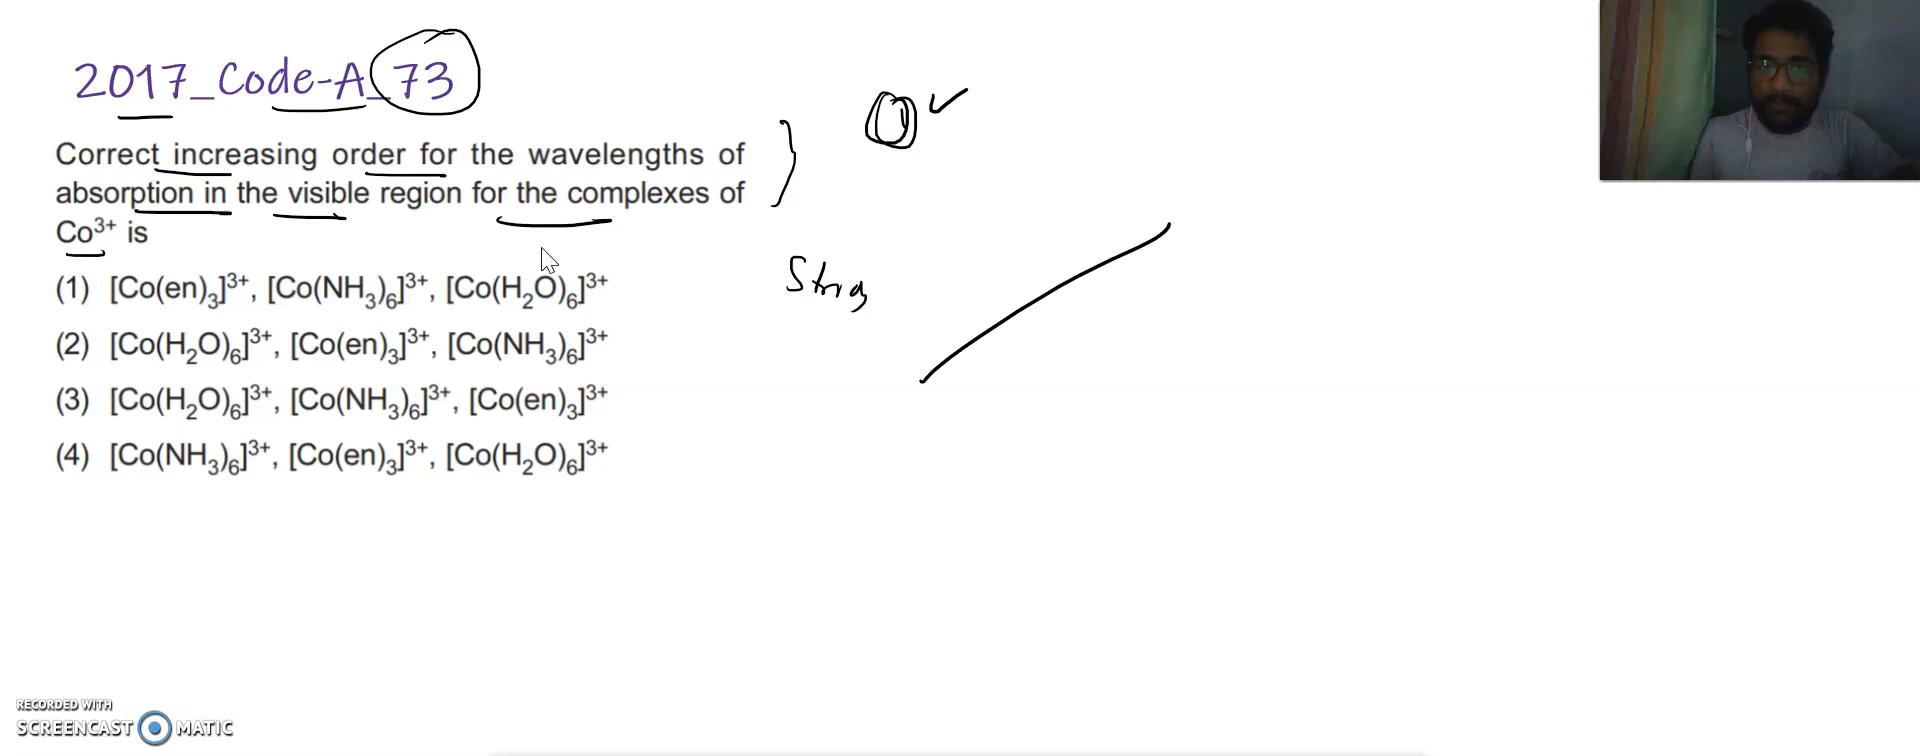 2017_Code-A_73
Correct increasing order for the wavelengths of
absorption in the visible region for the complexes of
Co³⁺ is
(1) [Co(en)₃]³⁺, [Co(NH₃)₆]³⁺, [Co(H₂O)₆]³⁺
(2) [Co(H₂O)₆]³⁺, [Co(en)₃]³⁺, [Co(NH₃)₆]³⁺
(3) [Co(H₂O)₆]³⁺, [Co(NH₃)₆]³⁺, [Co(en)₃]³⁺
(4) [Co(NH₃)₆]³⁺, [Co(en)₃]³⁺, [Co(H₂O)₆]³⁺
RECORDED WITH
SCREENCAST MATIC